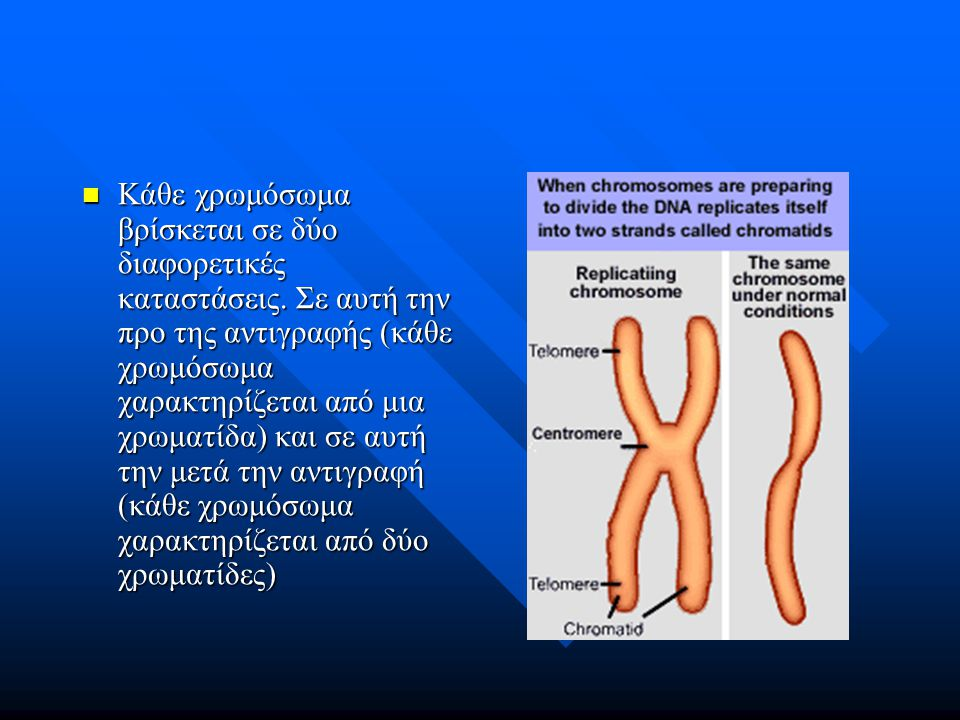 Κάθε χρωμόσωμα
βρίσκεται σε δύο
διαφορετικές
καταστάσεις. Σε αυτή την
προ της αντιγραφής (κάθε
χρωμόσωμα
χαρακτηρίζεται από μια
χρωματίδα) και σε αυτή
την μετά την αντιγραφή
(κάθε χρωμόσωμα
χαρακτηρίζεται από δύο
χρωματίδες)
When chromosomes are preparing
to divide the DNA replicates itself
into two strands called chromatids
Replicatiing
chromosome
Telomere
Centromere
Telomere
Chromatid
The same
chromosome
under normal
conditions